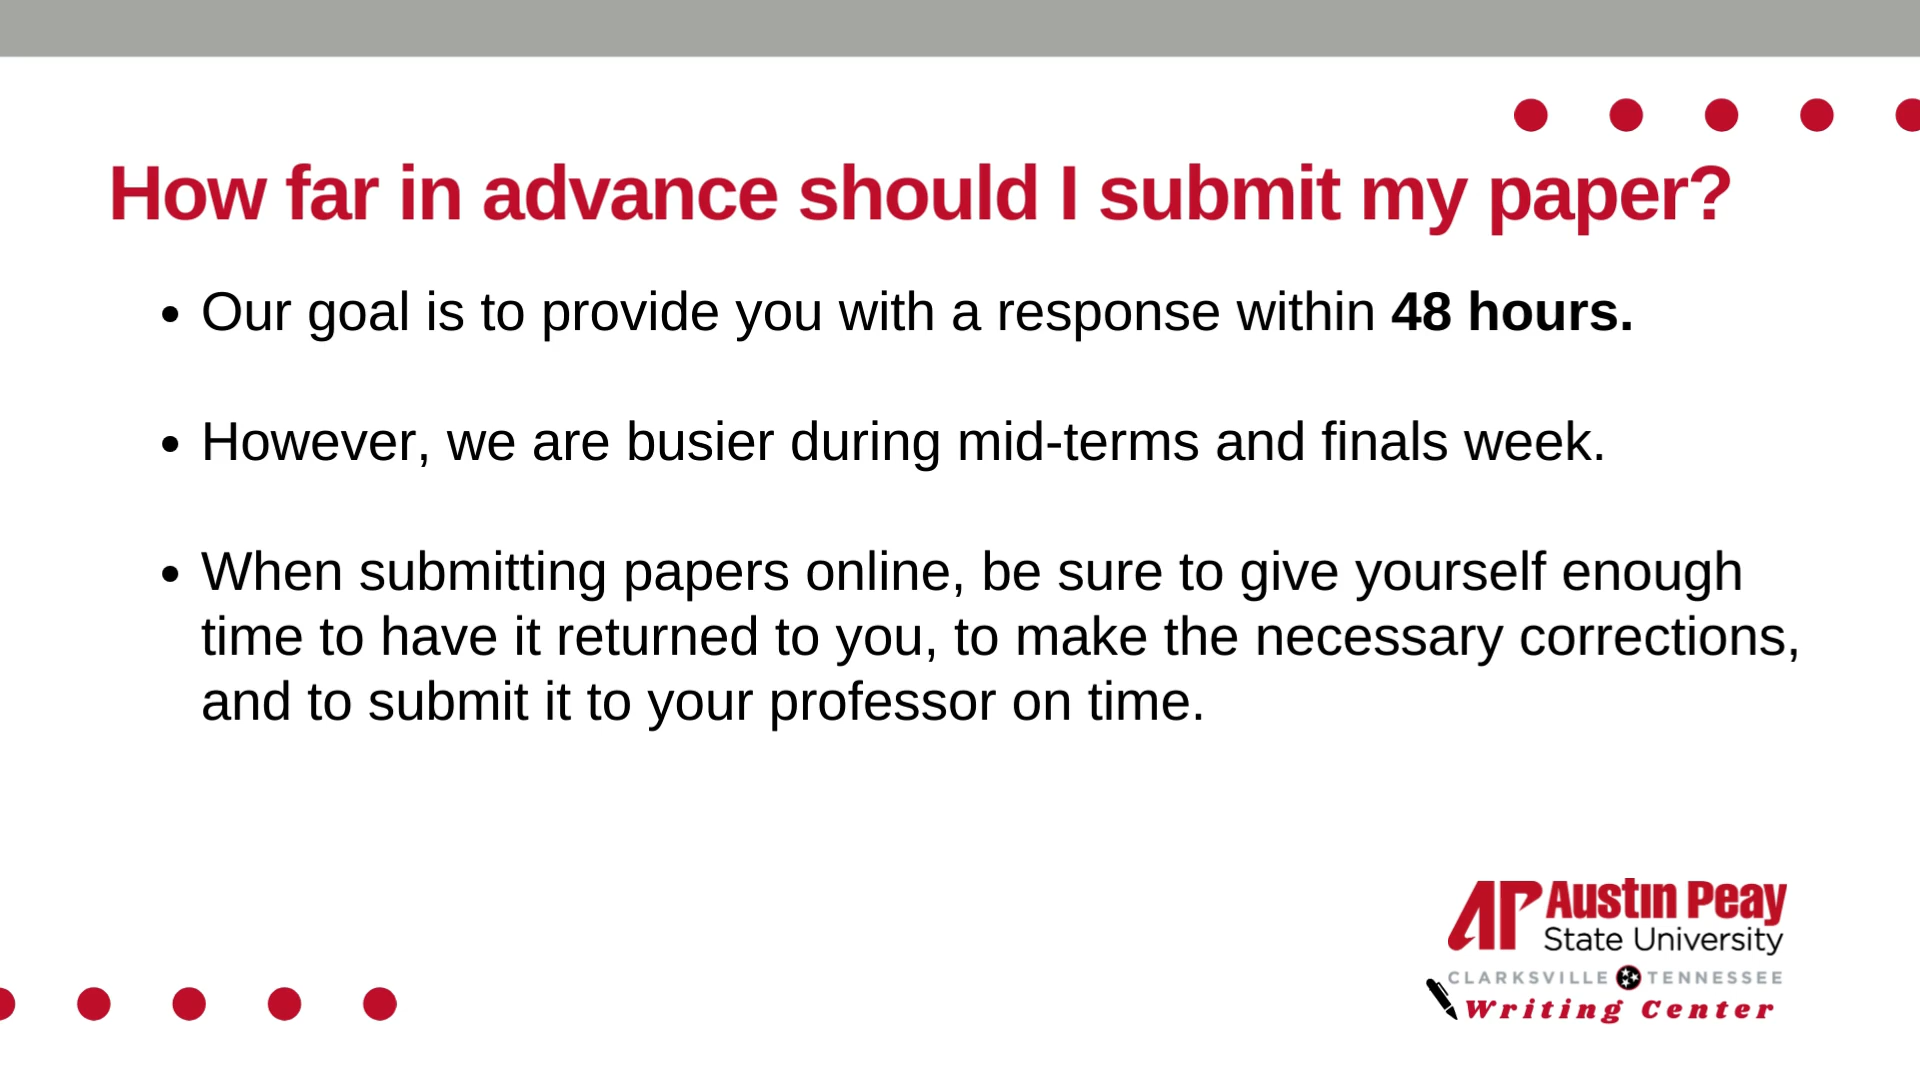 How far in advance should I submit my paper?
• Our goal is to provide you with a response within 48 hours.
• However, we are busier during mid-terms and finals week.
• When submitting papers online, be sure to give yourself enough
time to have it returned to you, to make the necessary corrections,
and to submit it to your professor on time.
AP Austin Peay
State University
CLARKSVILLE TENNESSEE
Writing Center